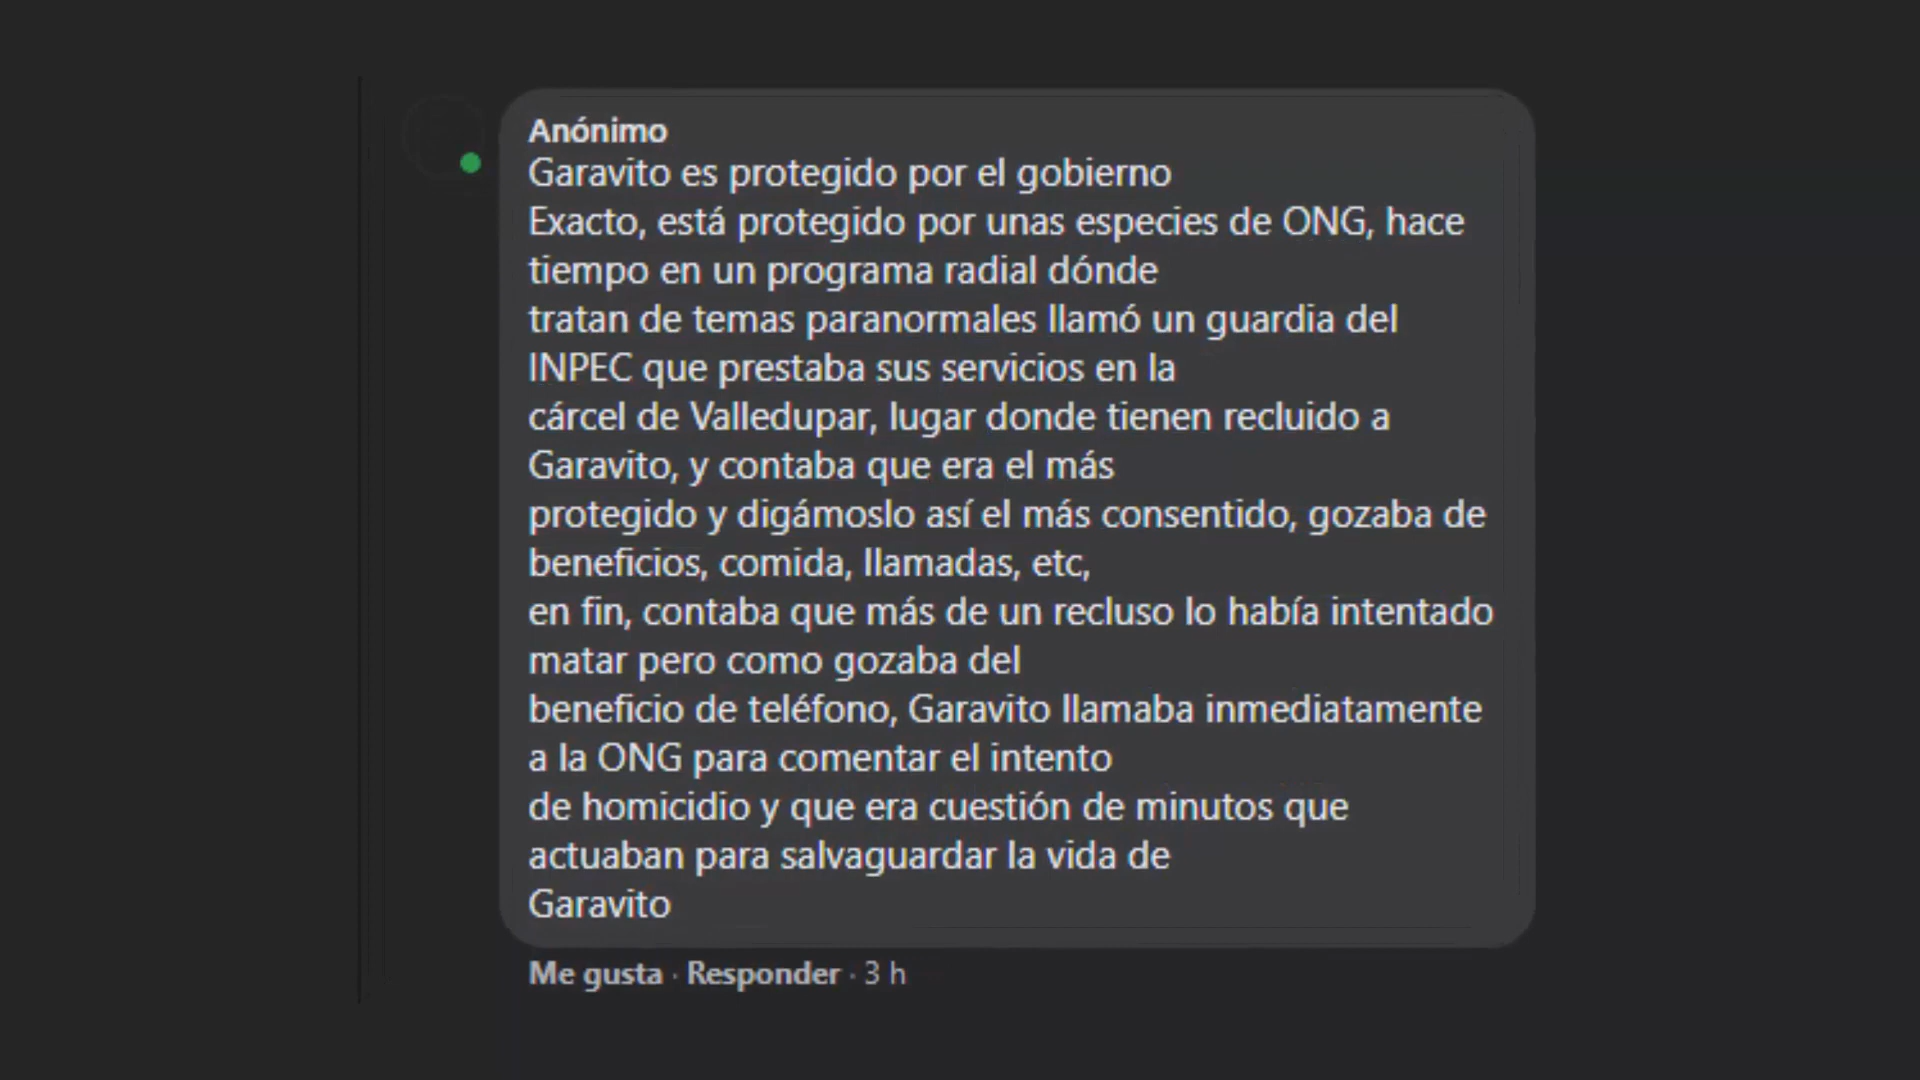 Anónimo
Garavito es protegido por el gobierno
Exacto, está protegido por unas especies de ONG, hace
tiempo en un programa radial dónde
tratan de temas paranormales llamó un guardia del
INPEC que prestaba sus servicios en la
cárcel de Valledupar, lugar donde tienen recluido a
Garavito, y contaba que era el más
protegido y digámoslo así el más consentido, gozaba de
beneficios, comida, llamadas, etc,
en fin, contaba que más de un recluso lo había intentado
matar pero como gozaba del
beneficio de teléfono, Garavito llamaba inmediatamente
a la ONG para comentar el intento
de homicidio y que era cuestión de minutos que
actuaban para salvaguardar la vida de
Garavito
Me gusta · Responder · 3 h